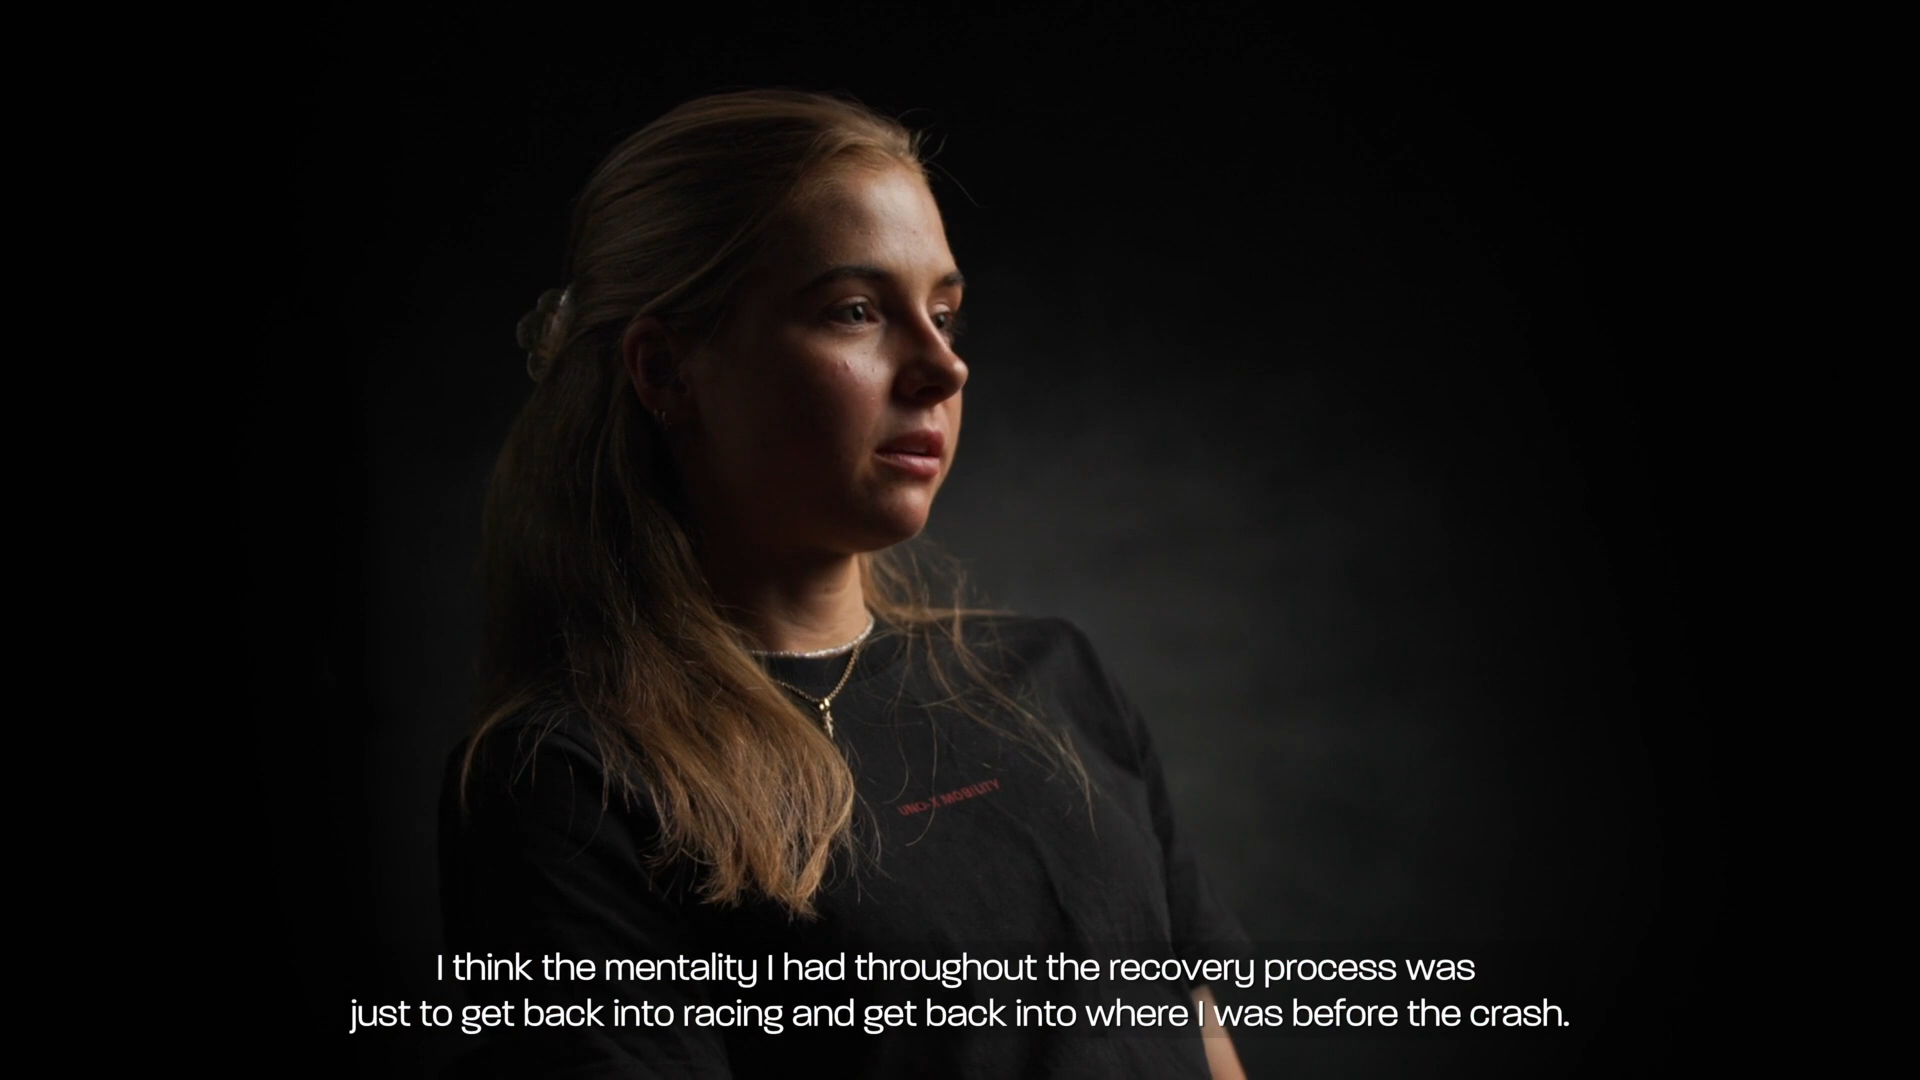 UNO-X MOBILITY
I think the mentality I had throughout the recovery process was
just to get back into racing and get back into where I was before the crash.